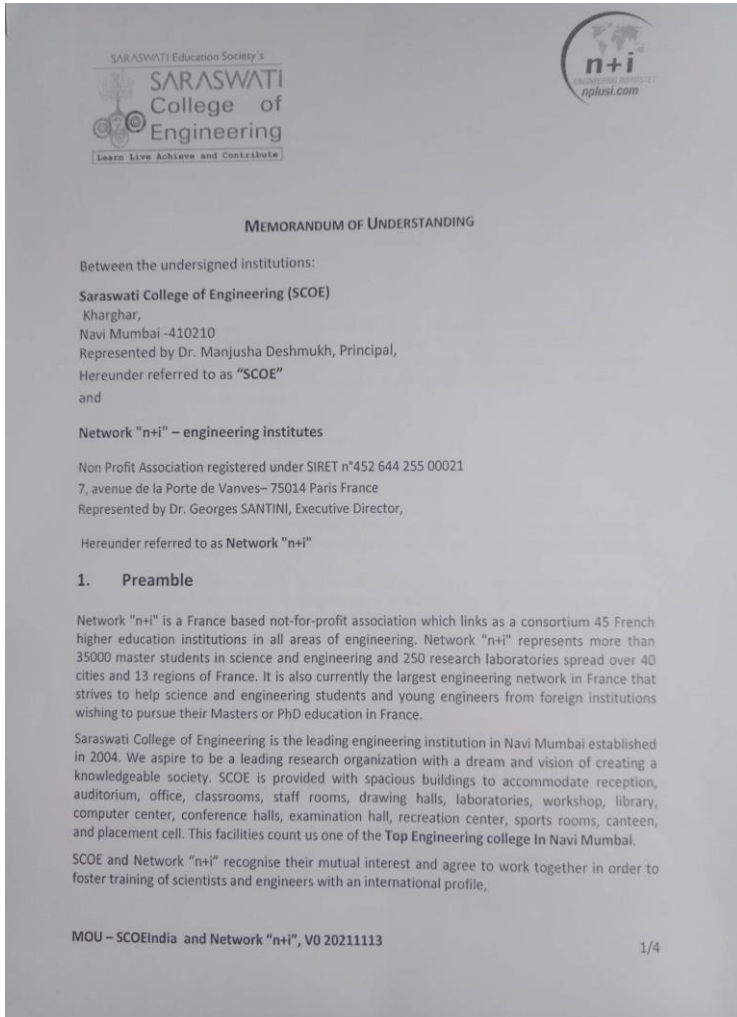 SARASWATI Education Society's
SARASWATI
College of
Engineering
Learn Live Achieve and Contribute
n+i
ENGINEERING INSTITUTES
nplusi.com
MEMORANDUM OF UNDERSTANDING
Between the undersigned institutions:
Saraswati College of Engineering (SCOE)
Kharghar,
Navi Mumbai -410210
Represented by Dr. Manjusha Deshmukh, Principal,
Hereunder referred to as "SCOE"
and
Network "n+i" – engineering institutes
Non Profit Association registered under SIRET n°452 644 255 00021
7, avenue de la Porte de Vanves– 75014 Paris France
Represented by Dr. Georges SANTINI, Executive Director,
Hereunder referred to as Network "n+i"
1. Preamble
Network "n+i" is a France based not-for-profit association which links as a consortium 45 French
higher education institutions in all areas of engineering. Network "n+i" represents more than
35000 master students in science and engineering and 250 research laboratories spread over 40
cities and 13 regions of France. It is also currently the largest engineering network in France that
strives to help science and engineering students and young engineers from foreign institutions
wishing to pursue their Masters or PhD education in France.
Saraswati College of Engineering is the leading engineering institution in Navi Mumbai established
in 2004. We aspire to be a leading research organization with a dream and vision of creating a
knowledgeable society. SCOE is provided with spacious buildings to accommodate reception,
auditorium, office, classrooms, staff rooms, drawing halls, laboratories, workshop, library,
computer center, conference halls, examination hall, recreation center, sports rooms, canteen,
and placement cell. This facilities count us one of the Top Engineering college In Navi Mumbai.
SCOE and Network "n+i" recognise their mutual interest and agree to work together in order to
foster training of scientists and engineers with an international profile,
MOU – SCOEIndia and Network "n+i", V0 20211113
1/4